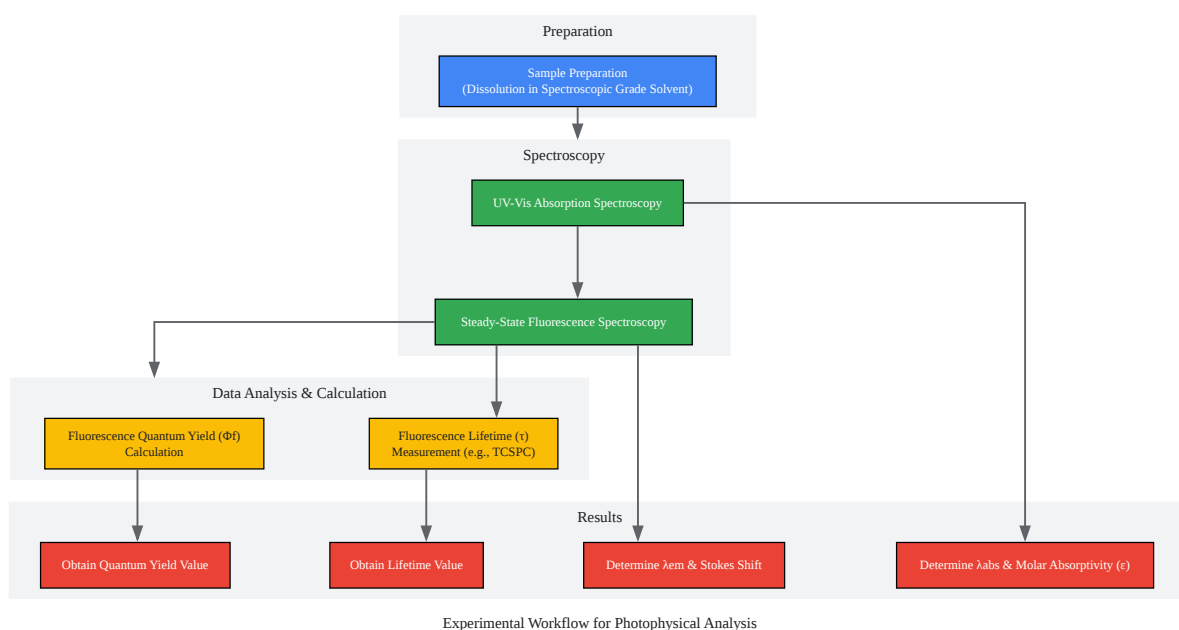 Preparation
Sample Preparation
(Dissolution in Spectroscopic Grade Solvent)
Spectroscopy
UV-Vis Absorption Spectroscopy
Steady-State Fluorescence Spectroscopy
Data Analysis & Calculation
Fluorescence Quantum Yield (Φf)
Calculation
Fluorescence Lifetime (τ)
Measurement (e.g., TCSPC)
Results
Obtain Quantum Yield Value
Obtain Lifetime Value
Determine λem & Stokes Shift
Determine λabs & Molar Absorptivity (ε)
Experimental Workflow for Photophysical Analysis